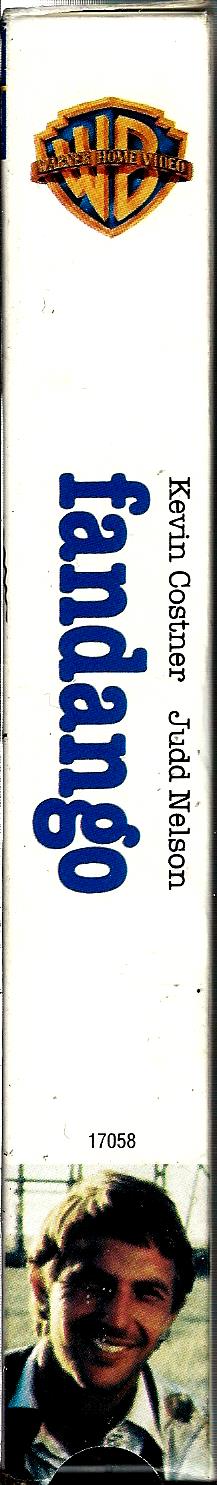 WB
WARNER HOME VIDEO
Kevin Costner Judd Nelson
fandango
17058